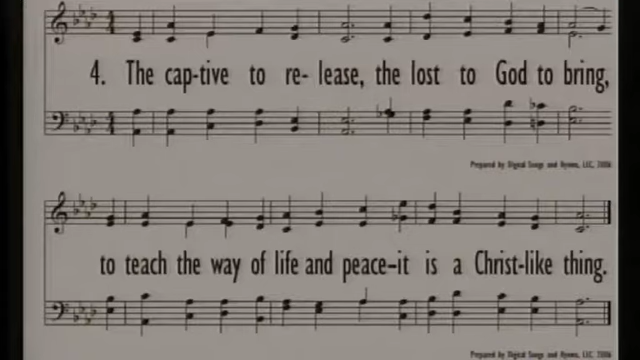 4. The cap-tive to re- lease, the lost to God to bring,
Prepared by Digital Songs and Hymns, LLC, 2006
to teach the way of life and peace–it is a Christ-like thing.
Prepared by Digital Songs and Hymns, LLC, 2006